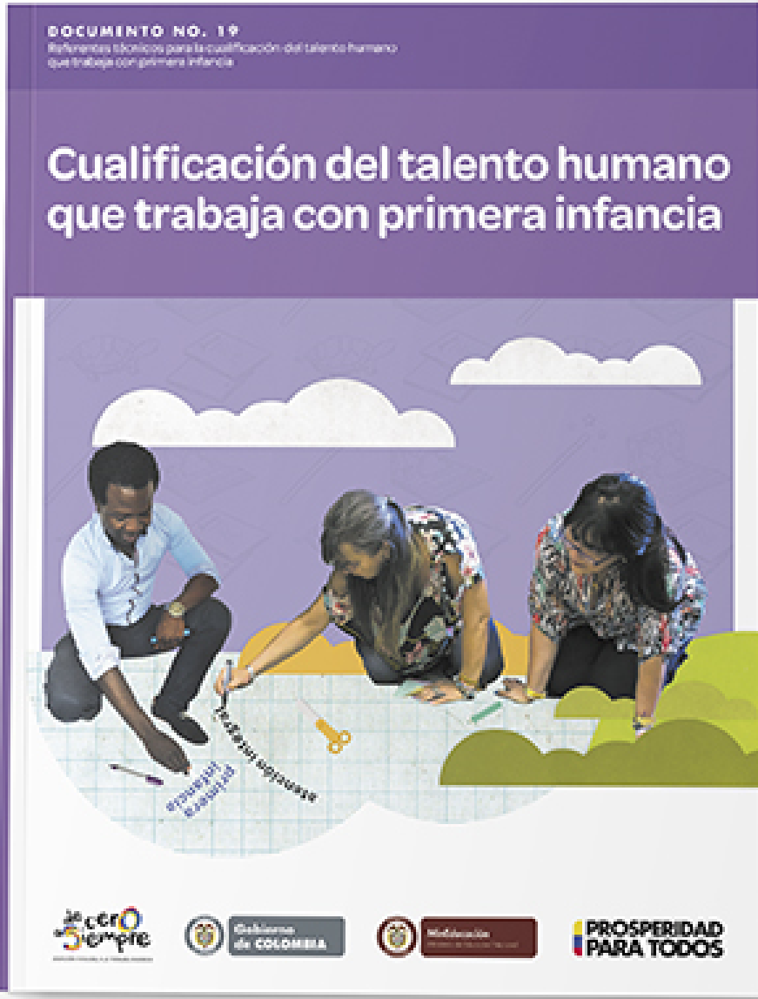 DOCUMENTO NO. 19
Referentes técnicos para la cualificación del talento humano
que trabaja con primera infancia
Cualificación del talento humano
que trabaja con primera infancia
atención integral
primera
infancia
de cero
a Siempre
Gobierno
de COLOMBIA
MinEducación
PROSPERIDAD
PARA TODOS